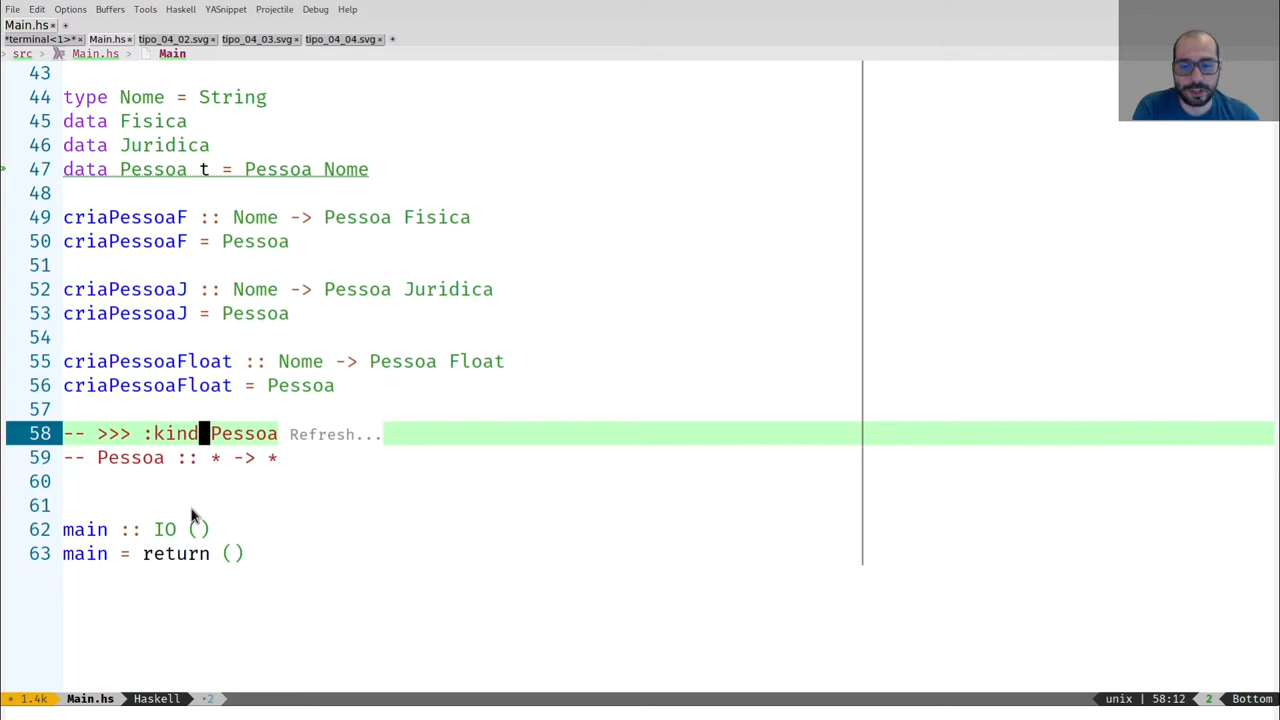 File Edit Options Buffers Tools Haskell YASnippet Projectile Debug Help
Main.hs × +
*terminal<1>* × Main.hs × tipo_04_02.svg × tipo_04_03.svg × tipo_04_04.svg × +
> src > Main.hs > Main
43
44 type Nome = String
45 data Fisica
46 data Juridica
47 data Pessoa t = Pessoa Nome
48
49 criaPessoaF :: Nome -> Pessoa Fisica
50 criaPessoaF = Pessoa
51
52 criaPessoaJ :: Nome -> Pessoa Juridica
53 criaPessoaJ = Pessoa
54
55 criaPessoaFloat :: Nome -> Pessoa Float
56 criaPessoaFloat = Pessoa
57
58 -- >>> :kind Pessoa Refresh...
59 -- Pessoa :: * -> *
60
61
62 main :: IO ()
63 main = return ()
* 1.4k Main.hs Haskell •2 unix | 58:12 2 Bottom